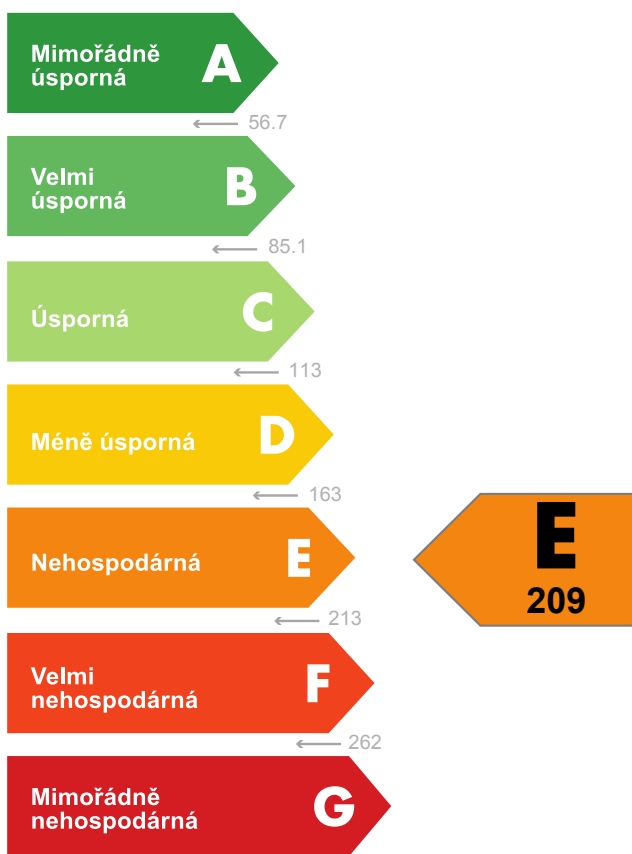 Mimořádně
úsporná
A
← 56.7
Velmi
úsporná
B
← 85.1
Úsporná C
← 113
Méně úsporná D
← 163
Nehospodárná E
E
209
← 213
Velmi
nehospodárná
F
← 262
Mimořádně
nehospodárná
G